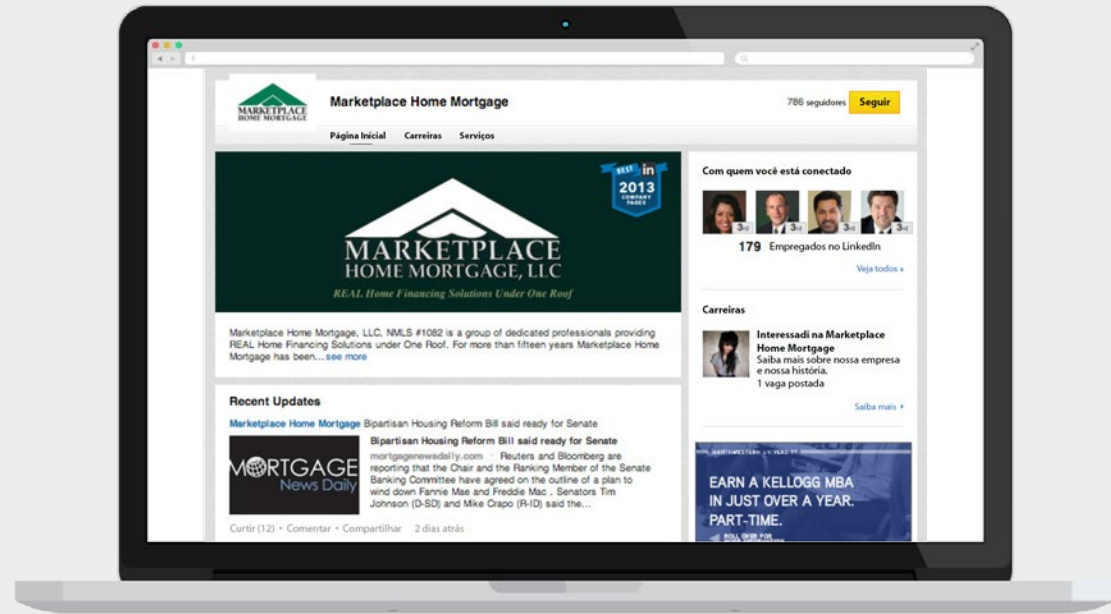 MARKETPLACE
HOME MORTGAGE
Marketplace Home Mortgage
786 seguidores
Seguir
Página Inícial
Carreiras
Serviços
BEST in
2013
COMPANY
PAGES
MARKETPLACE
HOME MORTGAGE, LLC
REAL Home Financing Solutions Under One Roof
Marketplace Home Mortgage, LLC, NMLS #1082 is a group of dedicated professionals providing
REAL Home Financing Solutions under One Roof. For more than fifteen years Marketplace Home
Mortgage has been... see more
Recent Updates
Marketplace Home Mortgage Bipartisan Housing Reform Bill said ready for Senate
MORTGAGE
News Daily
Bipartisan Housing Reform Bill said ready for Senate
mortgagenewsdaily.com · Reuters and Bloomberg are
reporting that the Chair and the Ranking Member of the Senate
Banking Committee have agreed on the outline of a plan to
wind down Fannie Mae and Freddie Mac . Senators Tim
Johnson (D-SD) and Mike Crapo (R-ID) said the...
Curtir (12) • Comentar • Compartilhar 2 dias atrás
Com quem você está conectado
3rd
3rd
3rd
3rd
179 Empregados no LinkedIn
Veja todos
Carreiras
Interessadi na Marketplace
Home Mortgage
Saiba mais sobre nossa empresa
e nossa história.
1 vaga postada
Saiba mais
NORTHWESTERN UNIVERSITY
EARN A KELLOGG MBA
IN JUST OVER A YEAR.
PART-TIME.
ROLL OVER FOR